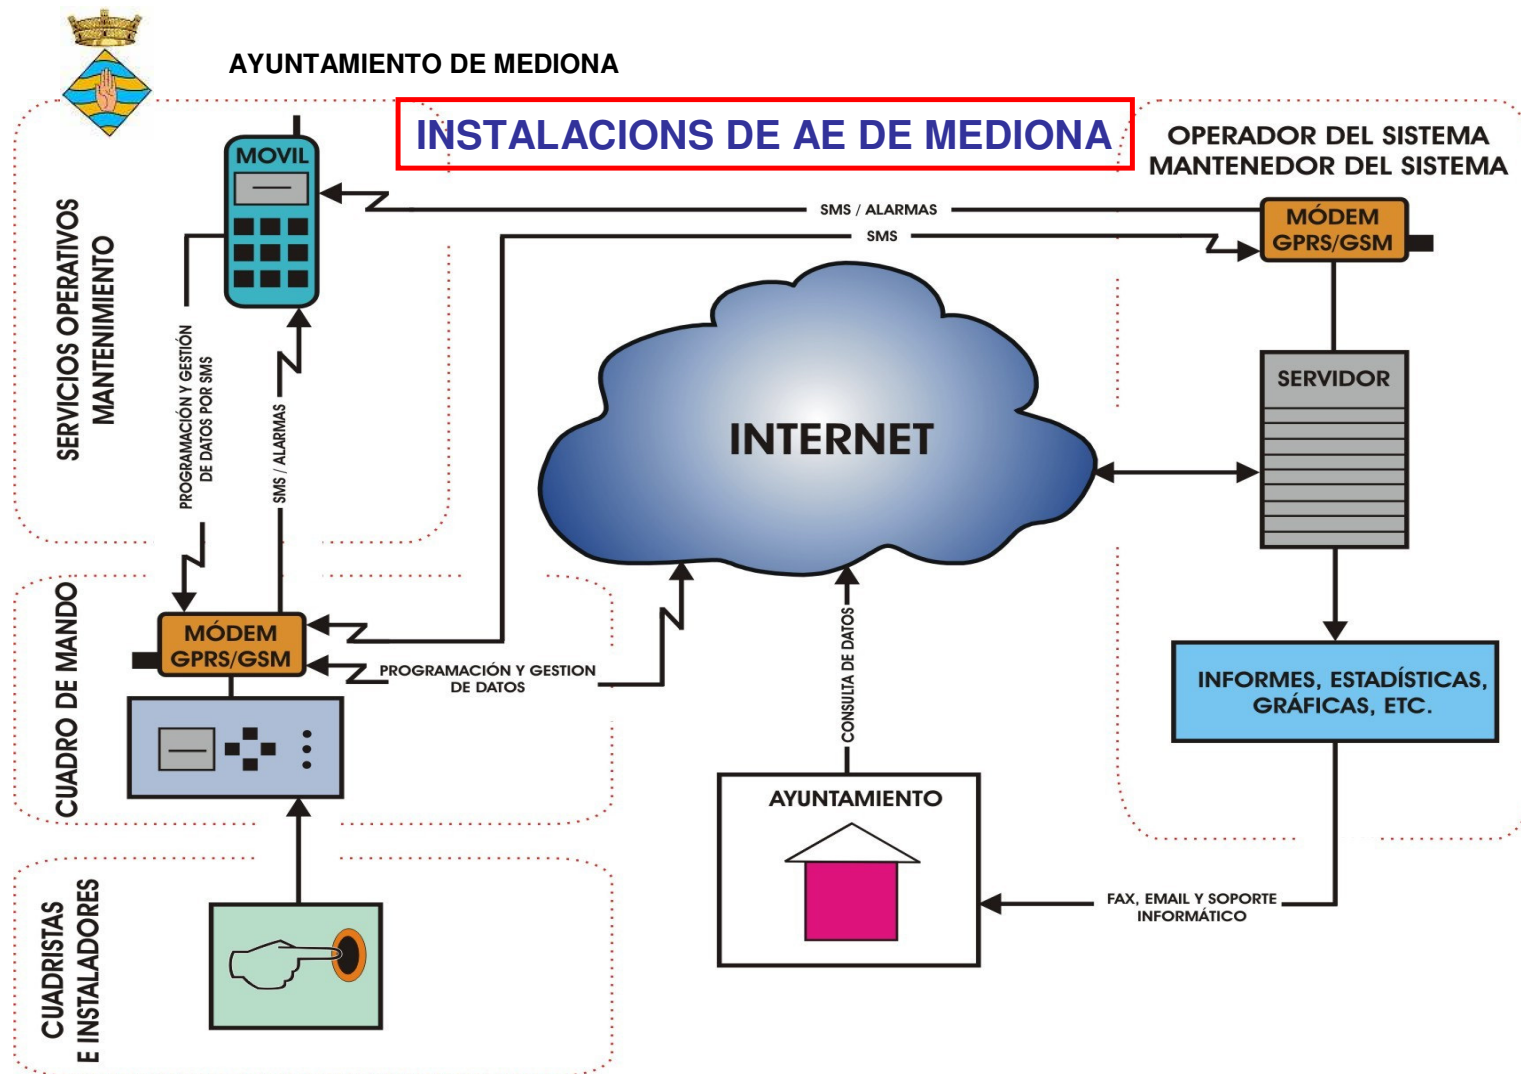 AYUNTAMIENTO DE MEDIONA
INSTALACIONS DE AE DE MEDIONA
OPERADOR DEL SISTEMA
MANTENEDOR DEL SISTEMA
SERVICIOS OPERATIVOS
MANTENIMIENTO
MOVIL
SMS / ALARMAS
SMS
MÓDEM
GPRS/GSM
PROGRAMACIÓN Y GESTIÓN
DE DATOS POR SMS
SMS / ALARMAS
INTERNET
SERVIDOR
CUADRO DE MANDO
MÓDEM
GPRS/GSM
PROGRAMACIÓN Y GESTION
DE DATOS
CONSULTA DE DATOS
INFORMES, ESTADÍSTICAS,
GRÁFICAS, ETC.
AYUNTAMIENTO
FAX, EMAIL Y SOPORTE
INFORMÁTICO
CUADRISTAS
E INSTALADORES